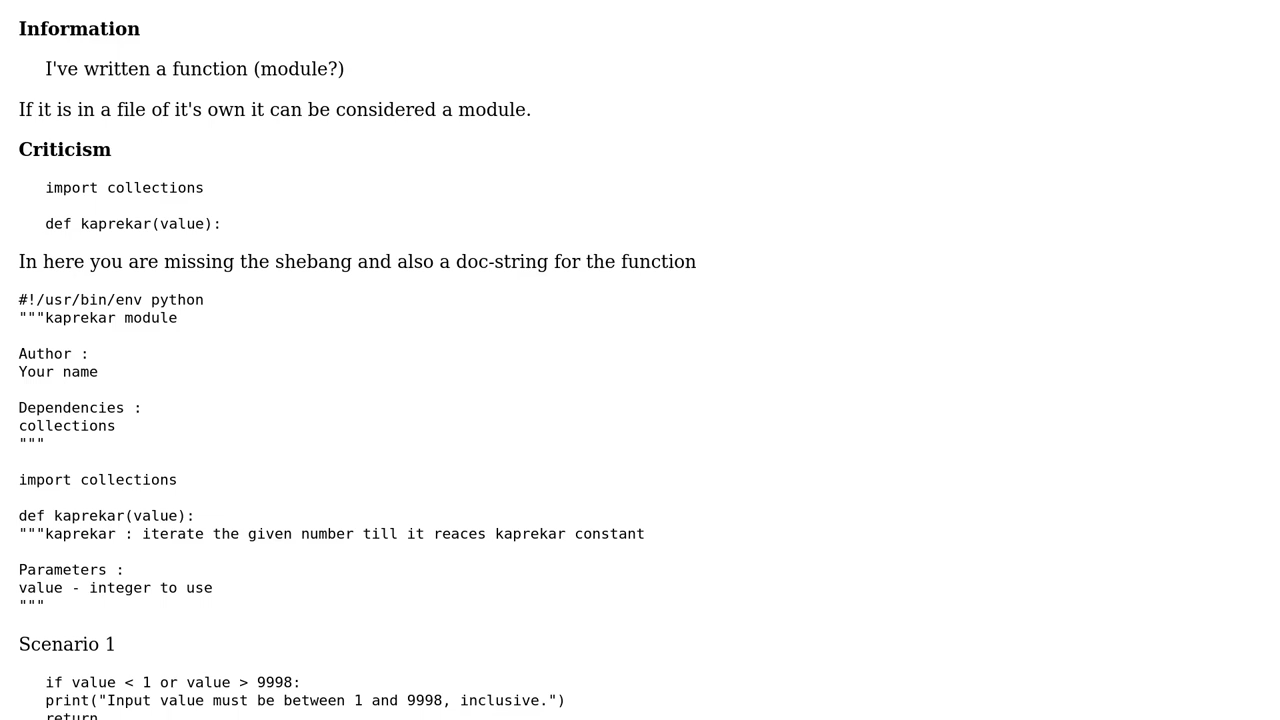 Information
I've written a function (module?)
If it is in a file of it's own it can be considered a module.
Criticism
import collections
def kaprekar(value):
In here you are missing the shebang and also a doc-string for the function
#!/usr/bin/env python
"""kaprekar module
Author :
Your name
Dependencies :
collections
"""
import collections
def kaprekar(value):
"""kaprekar : iterate the given number till it reaces kaprekar constant
Parameters :
value - integer to use
"""
Scenario 1
if value < 1 or value > 9998:
print("Input value must be between 1 and 9998, inclusive.")
return